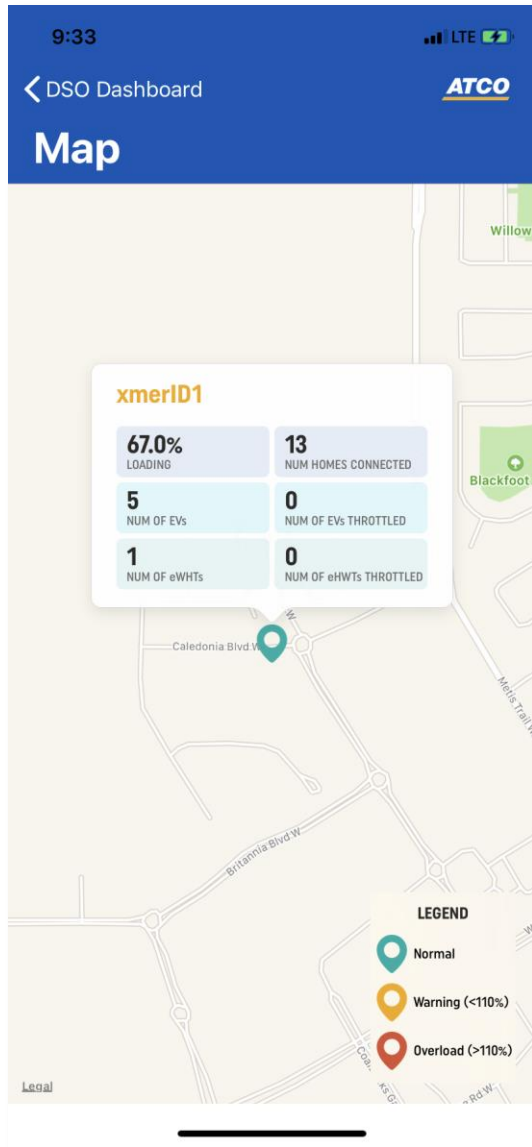 9:33
LTE
DSO Dashboard
ATCO
Map
Willow
xmerID1
67.0%
LOADING
13
NUM HOMES CONNECTED
5
NUM OF EVs
0
NUM OF EVs THROTTLED
1
NUM OF eWHTs
0
NUM OF eHWTs THROTTLED
Blackfoot
W
Caledonia Blvd W
Metis Trail W
Britannia Blvd W
LEGEND
Normal
Warning (<110%)
Overload (>110%)
Rd W
Legal